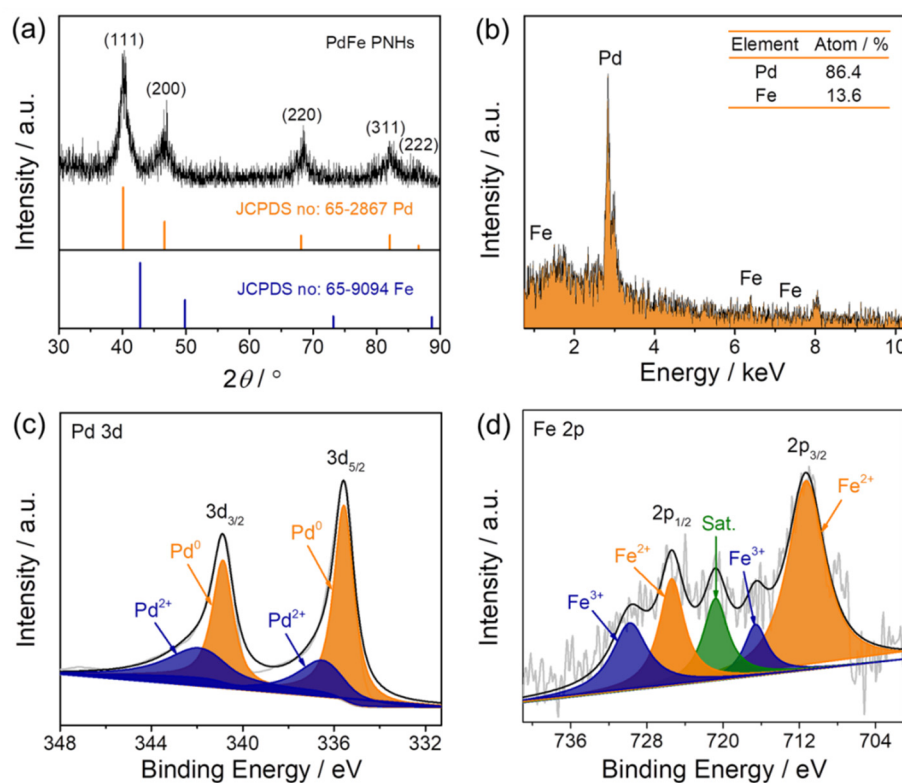 (a)
PdFe PNHs
(111)
(200)
(220)
(311)
(222)
JCPDS no: 65-2867 Pd
JCPDS no: 65-9094 Fe
Intensity / a.u.
30 40 50 60 70 80 90
2θ / °
(b)
Element Atom / %
Pd 86.4
Fe 13.6
Pd
Fe
Fe
Fe
Intensity / a.u.
2 4 6 8 10
Energy / keV
(c)
Pd 3d
3d5/2
3d3/2
Pd0
Pd0
Pd2+
Pd2+
Intensity / a.u.
348 344 340 336 332
Binding Energy / eV
(d)
Fe 2p
2p3/2
2p1/2
Sat.
Fe2+
Fe2+
Fe3+
Fe3+
Intensity / a.u.
736 728 720 712 704
Binding Energy / eV